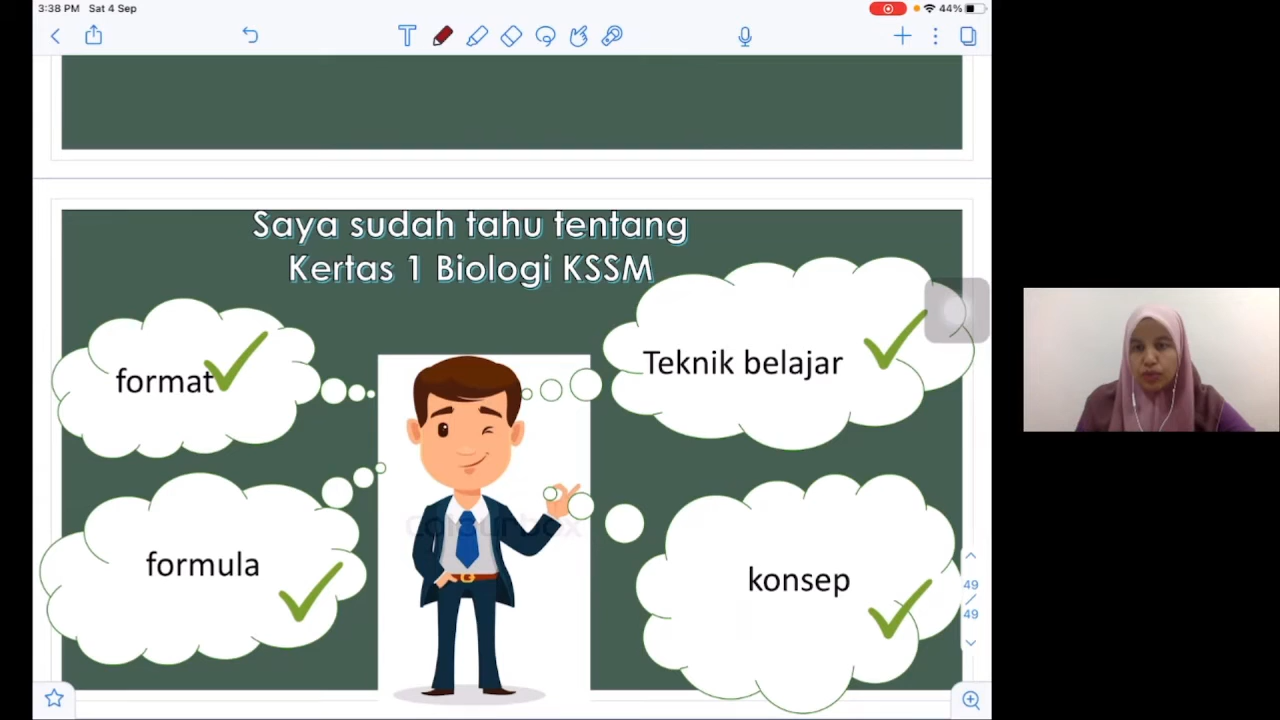 3:38 PM Sat 4 Sep
44%
Saya sudah tahu tentang
Kertas 1 Biologi KSSM
format
Teknik belajar
formula
konsep
colourbox
49
49